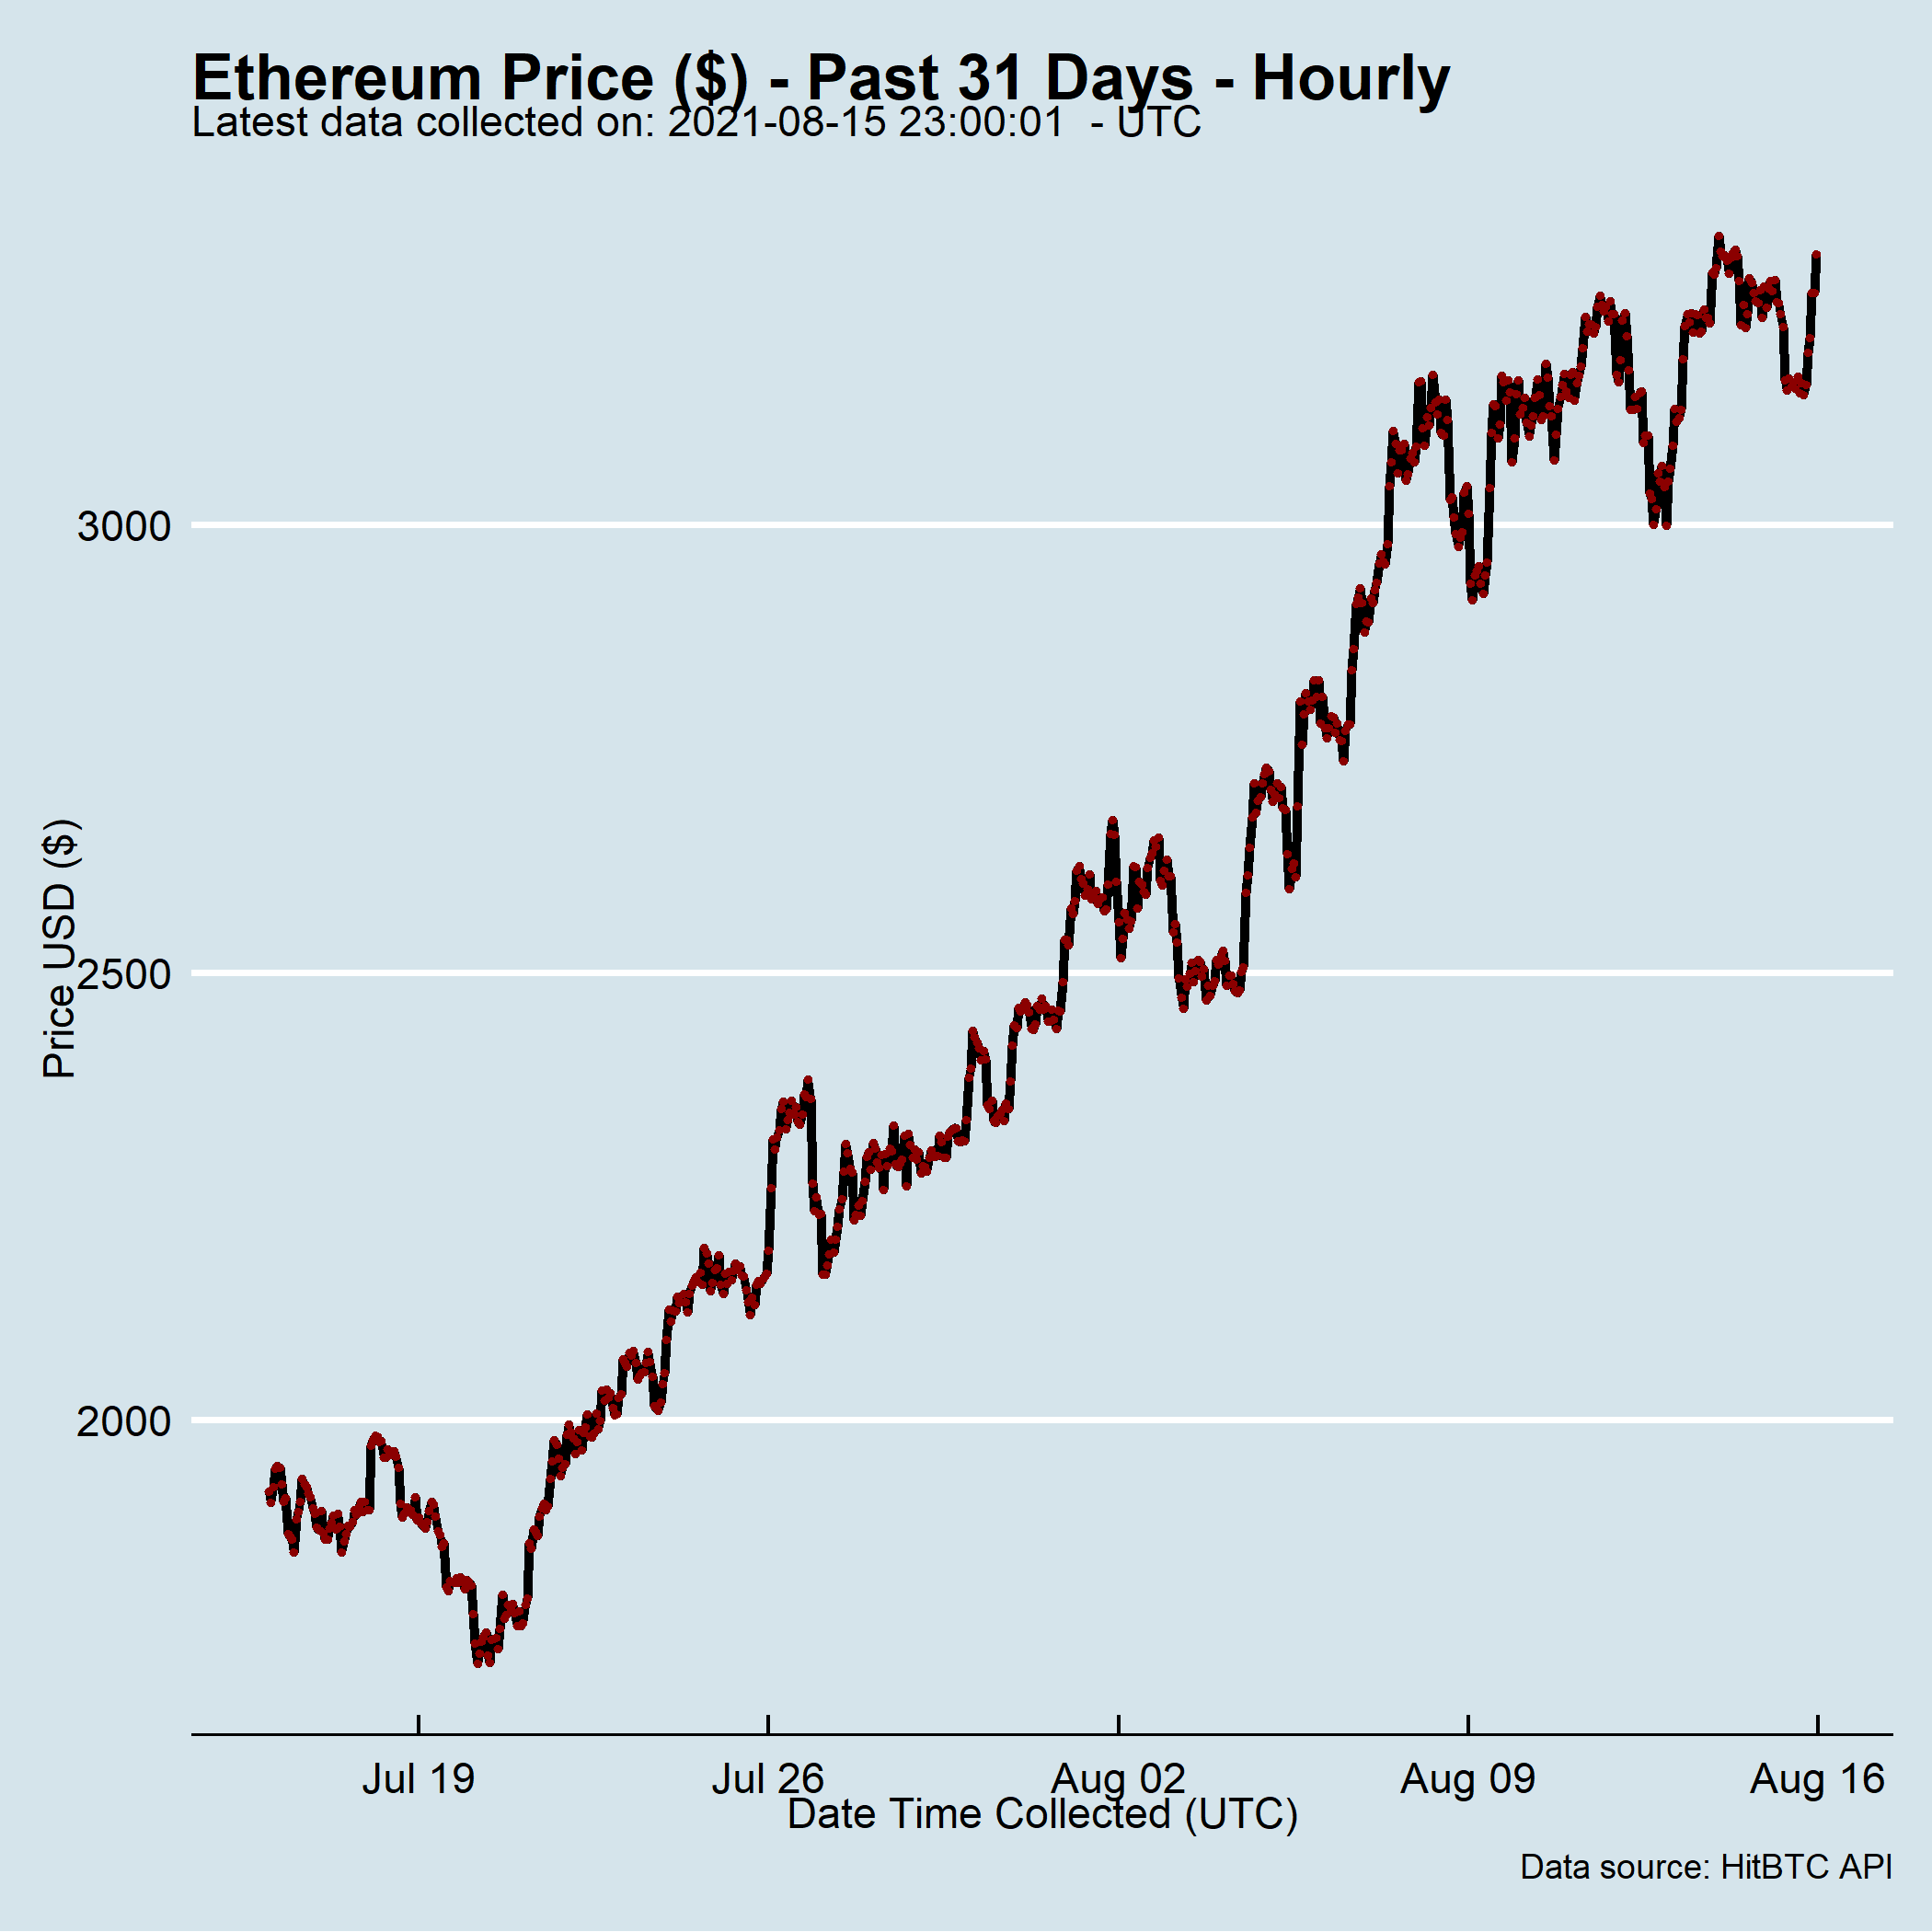 Ethereum Price ($) - Past 31 Days - Hourly
Latest data collected on: 2021-08-15 23:00:01  - UTC
Price USD ($)
3000
2500
2000
Jul 19
Jul 26
Aug 02
Aug 09
Aug 16
Date Time Collected (UTC)
Data source: HitBTC API